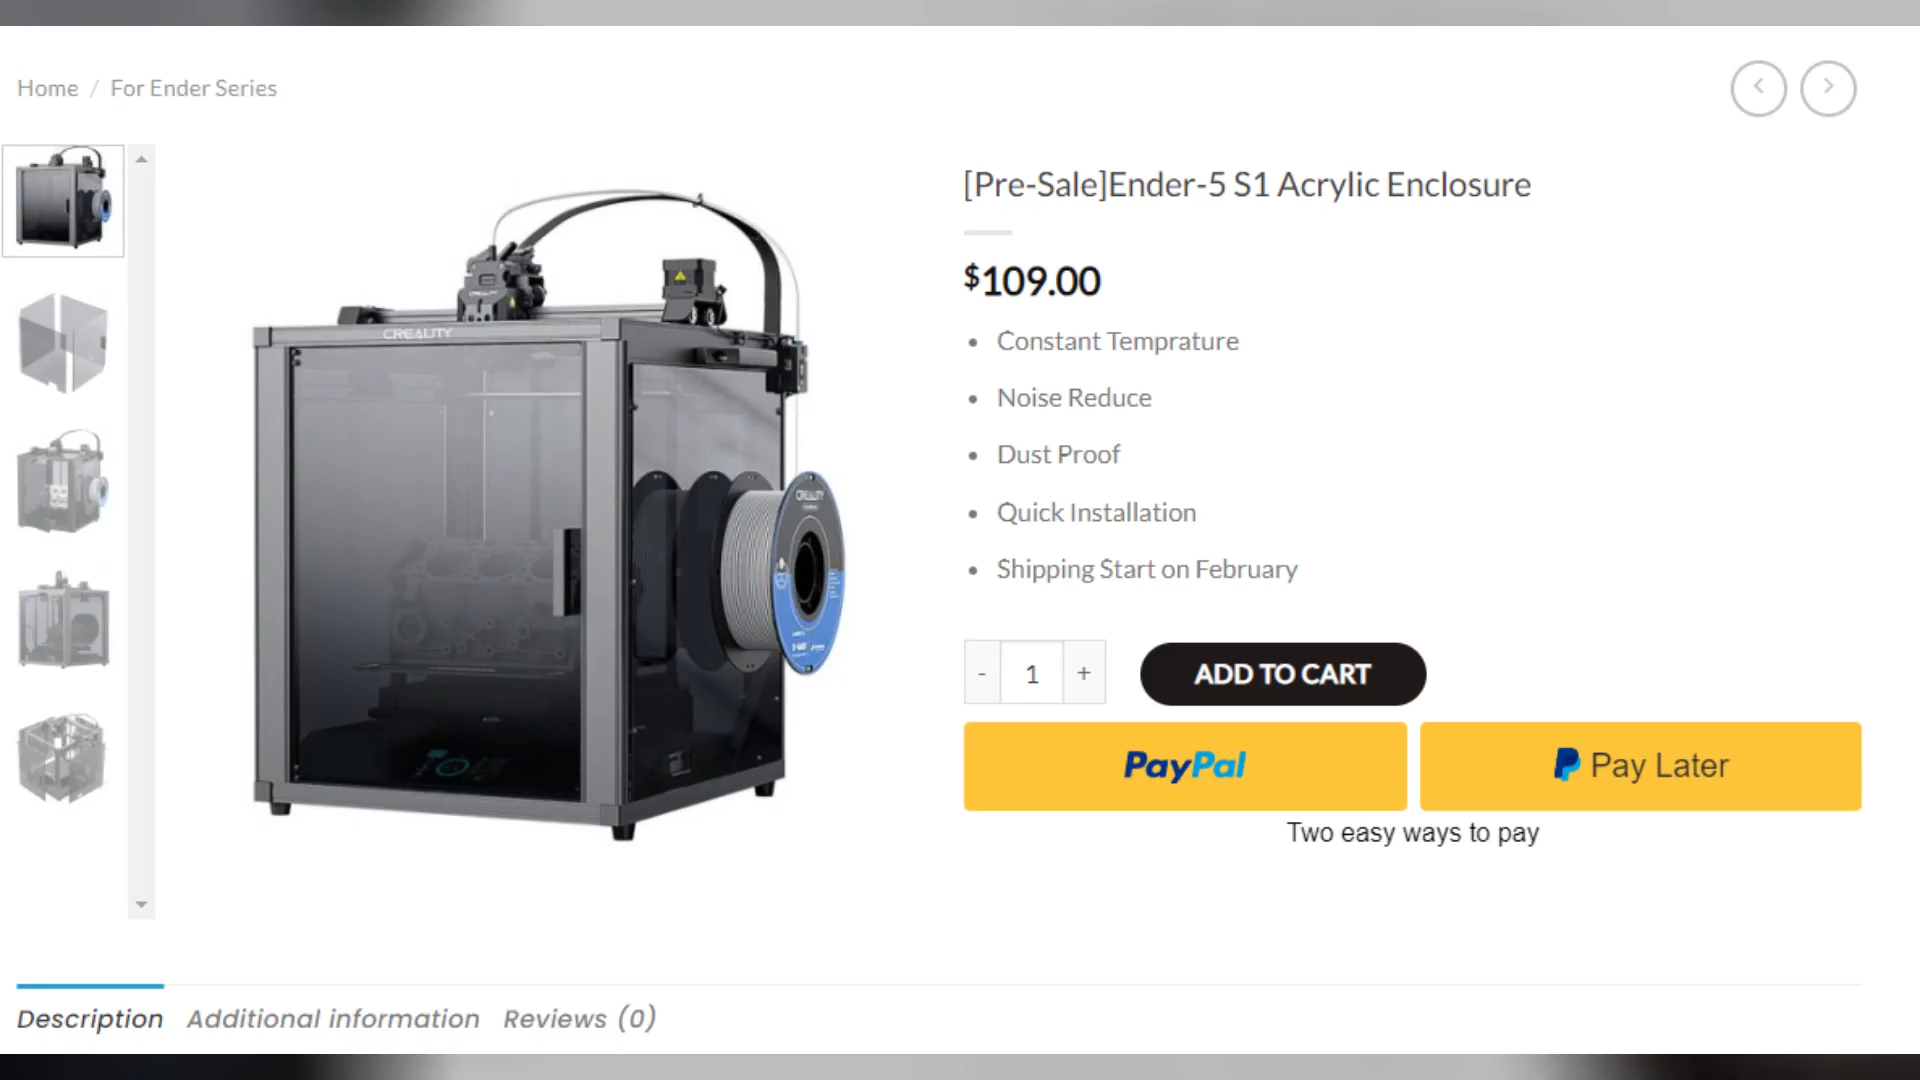 Home / For Ender Series
[Pre-Sale]Ender-5 S1 Acrylic Enclosure
$109.00
Constant Temprature
Noise Reduce
Dust Proof
Quick Installation
Shipping Start on February
- 1 +
ADD TO CART
PayPal
Pay Later
Two easy ways to pay
CREALITY
CREALITY
Description Additional information Reviews (0)